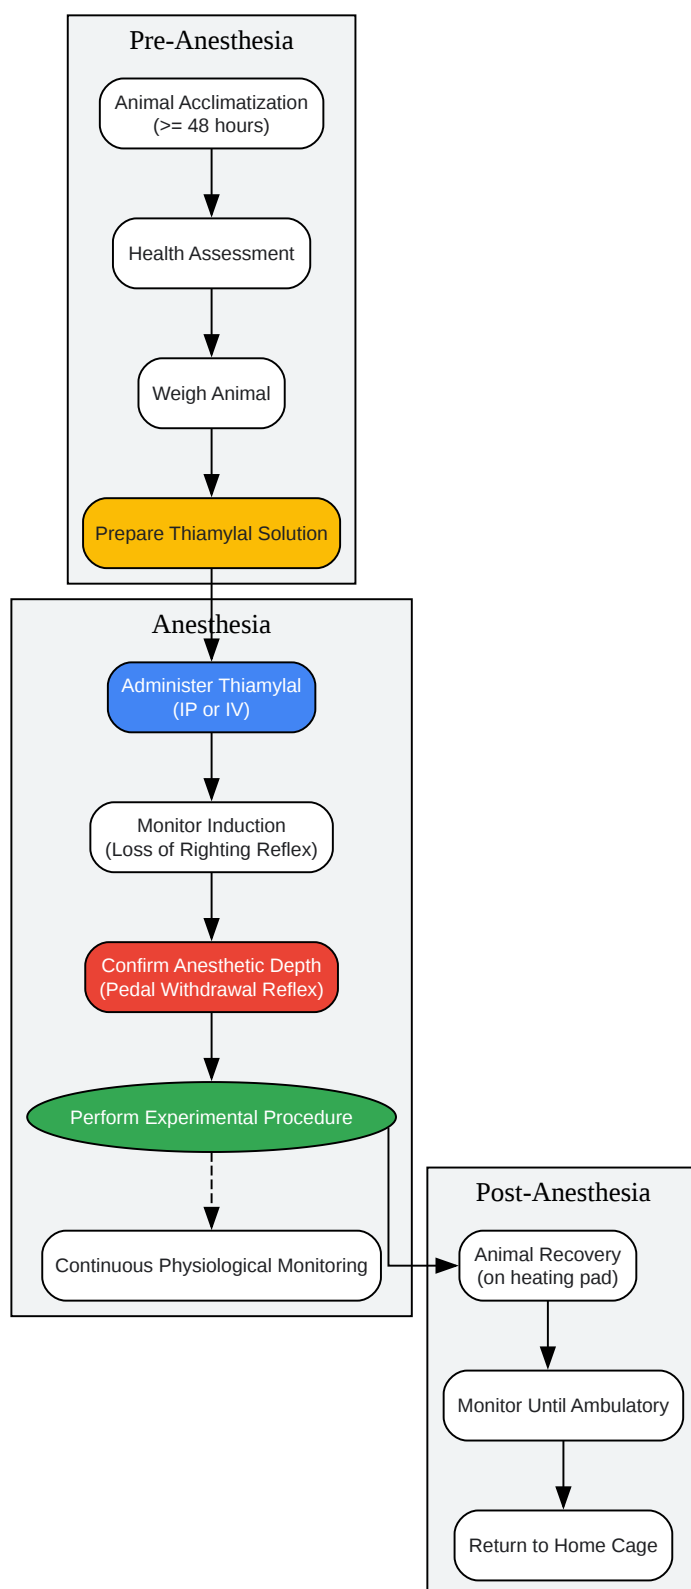 Pre-Anesthesia
Animal Acclimatization
(>= 48 hours)
Health Assessment
Weigh Animal
Prepare Thiamylal Solution
Anesthesia
Administer Thiamylal
(IP or IV)
Monitor Induction
(Loss of Righting Reflex)
Confirm Anesthetic Depth
(Pedal Withdrawal Reflex)
Perform Experimental Procedure
Continuous Physiological Monitoring
Post-Anesthesia
Animal Recovery
(on heating pad)
Monitor Until Ambulatory
Return to Home Cage